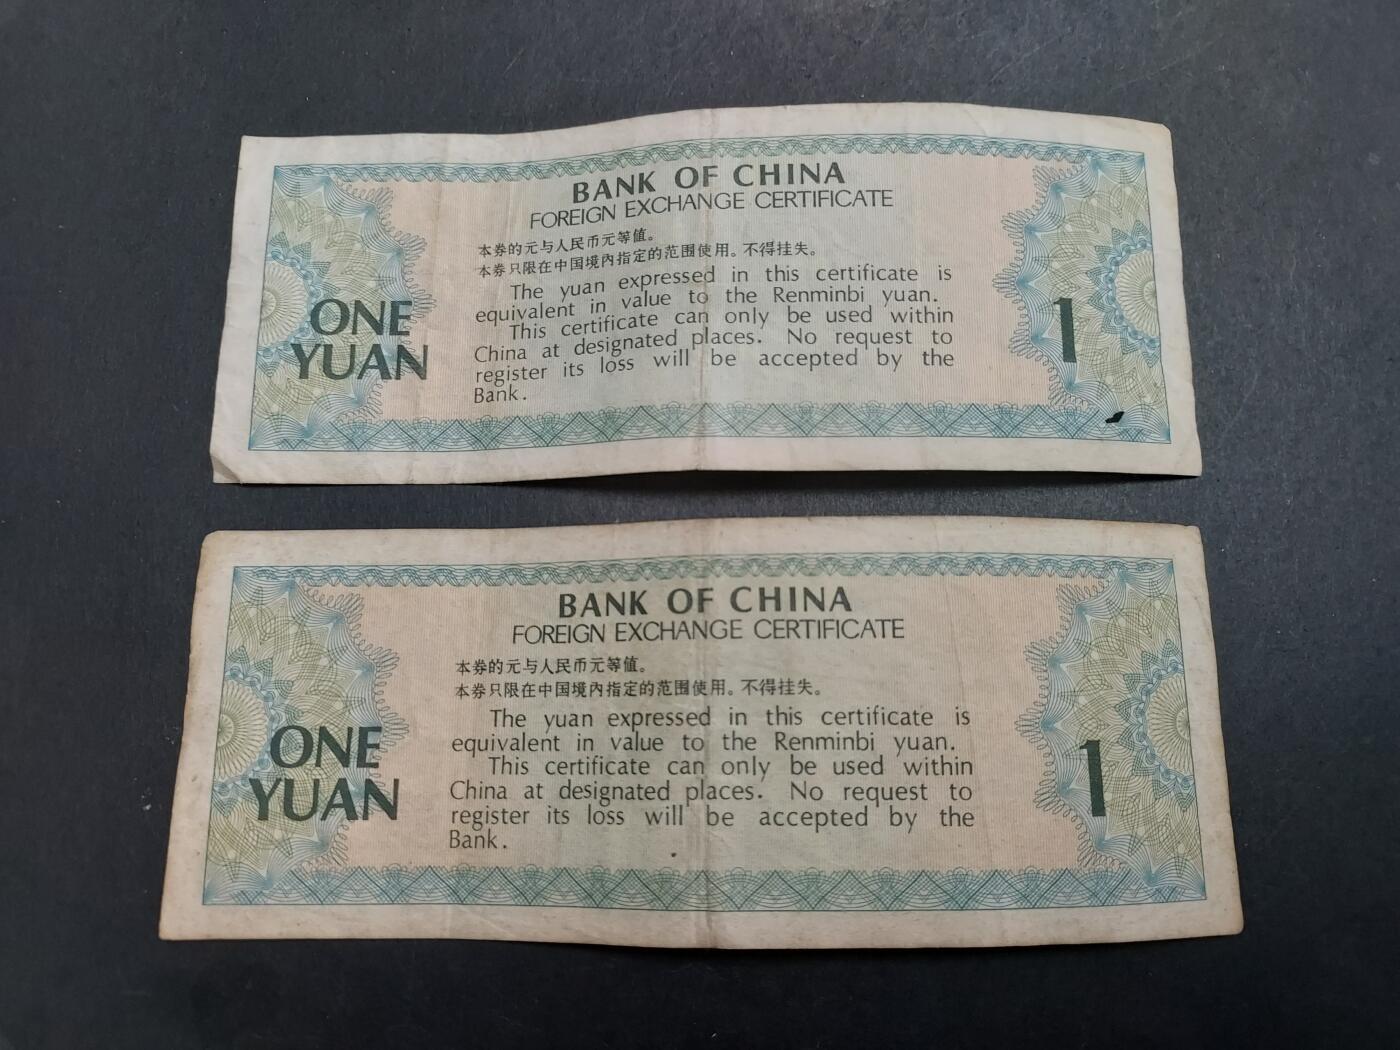 BANK OF CHINA
FOREIGN EXCHANGE CERTIFICATE
本券的元与人民币元等值。
本券只限在中国境内指定的范围使用。不得挂失。
The yuan expressed in this certificate is
equivalent in value to the Renminbi yuan.
This certificate can only be used within
China at designated places. No request to
register its loss will be accepted by the
Bank.
ONE
YUAN
1
BANK OF CHINA
FOREIGN EXCHANGE CERTIFICATE
本券的元与人民币元等值。
本券只限在中国境内指定的范围使用。不得挂失。
The yuan expressed in this certificate is
equivalent in value to the Renminbi yuan.
This certificate can only be used within
China at designated places. No request to
register its loss will be accepted by the
Bank.
ONE
YUAN
1